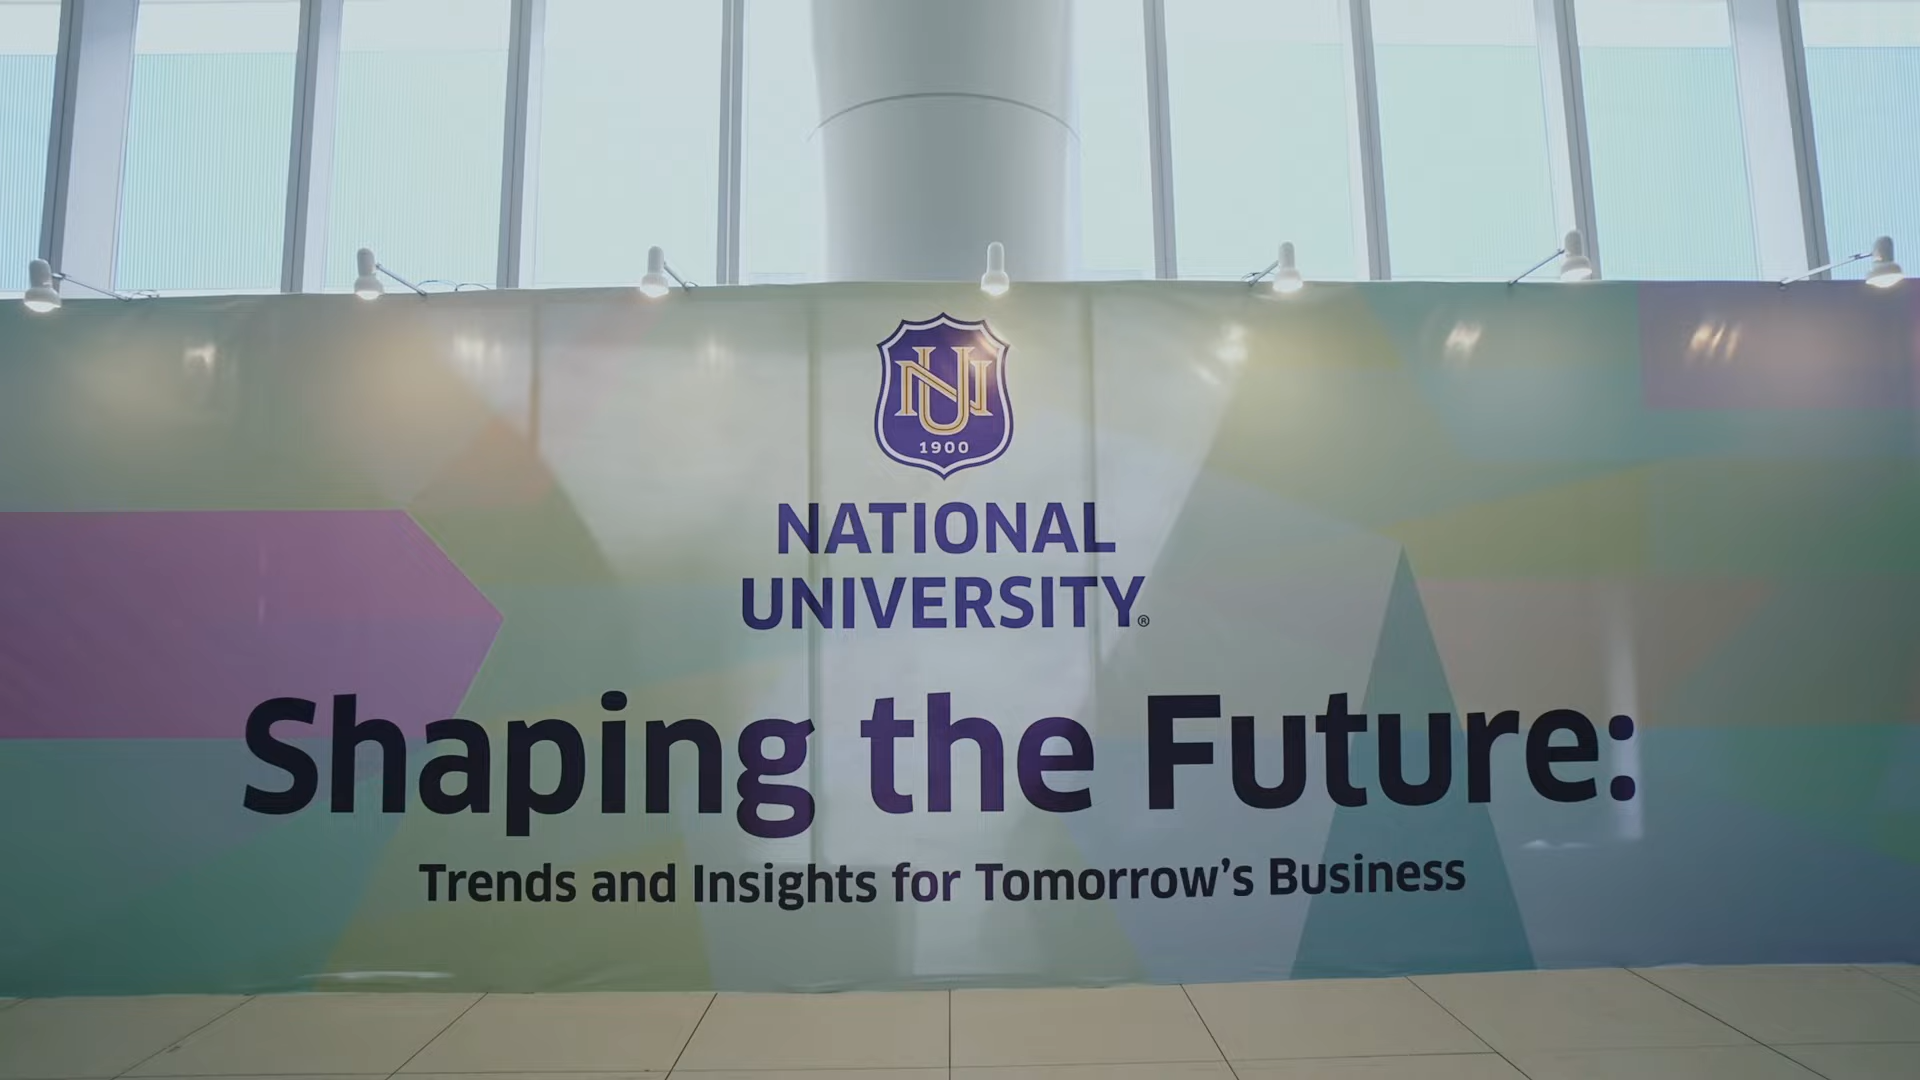 NU
1900
NATIONAL
UNIVERSITY®
Shaping the Future:
Trends and Insights for Tomorrow's Business